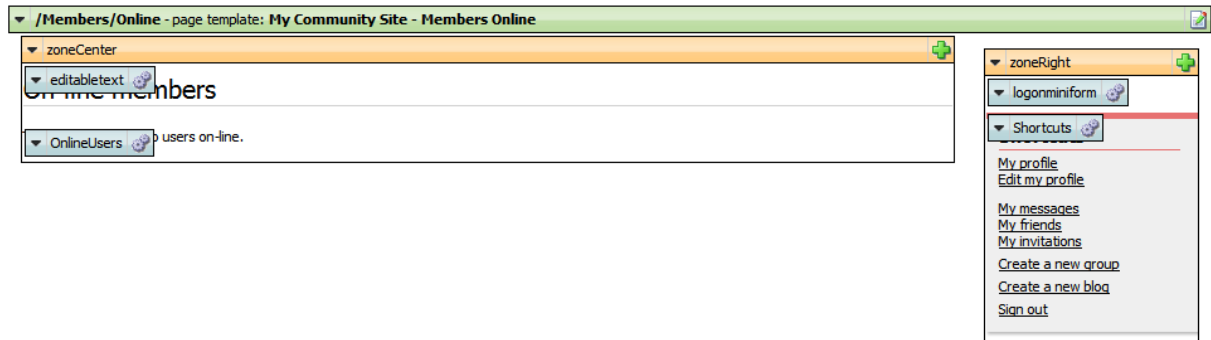 /Members/Online - page template: My Community Site - Members Online
zoneCenter
editabletext
members
OnlineUsers
users on-line.
zoneRight
logonminiform
Shortcuts
My profile
Edit my profile
My messages
My friends
My invitations
Create a new group
Create a new blog
Sign out